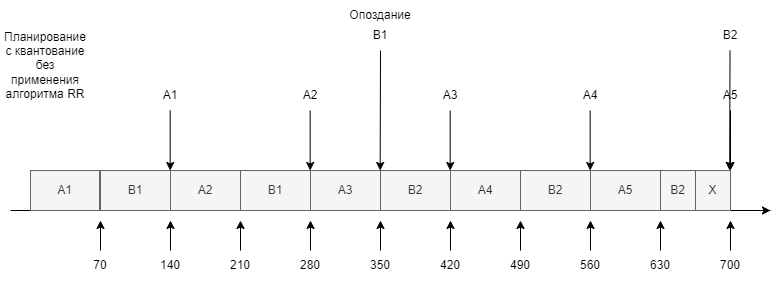 Опоздание
B1
B2
Планирование
с квантование
без
применения
алгоритма RR
A1
A2
A3
A4
A5
A1
B1
A2
B1
A3
B2
A4
B2
A5
B2
X
70
140
210
280
350
420
490
560
630
700